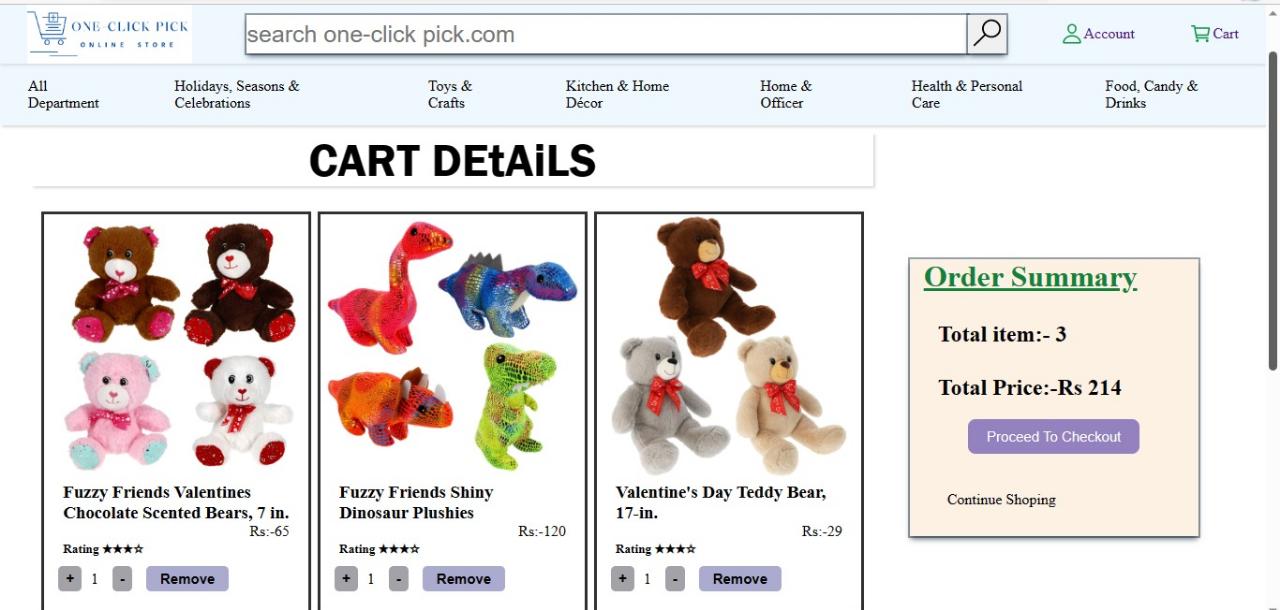 ONE-CLICK PICK
ONLINE STORE
search one-click pick.com
Account
Cart
All
Department
Holidays, Seasons &
Celebrations
Toys &
Crafts
Kitchen & Home
Décor
Home &
Officer
Health & Personal
Care
Food, Candy &
Drinks
CART DEtAiLS
Fuzzy Friends Valentines
Chocolate Scented Bears, 7 in.
Rs:-65
Rating ★★★☆
+ 1 - Remove
Fuzzy Friends Shiny
Dinosaur Plushies
Rs:-120
Rating ★★★☆
+ 1 - Remove
Valentine's Day Teddy Bear,
17-in.
Rs:-29
Rating ★★★☆
+ 1 - Remove
Order Summary
Total item:- 3
Total Price:-Rs 214
Proceed To Checkout
Continue Shoping